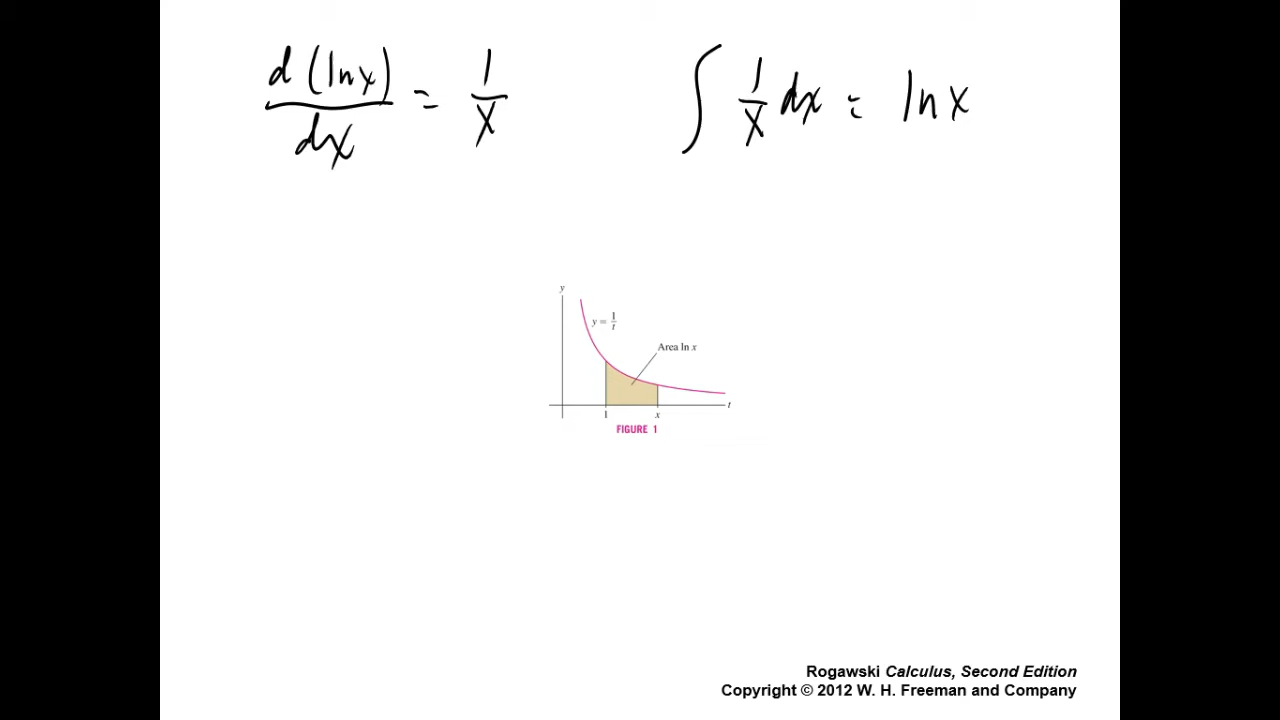 d(ln x)/dx = 1/x
∫ 1/x dx = ln x
y
y = 1/t
Area ln x
1 x t
FIGURE 1
Rogawski Calculus, Second Edition
Copyright © 2012 W. H. Freeman and Company